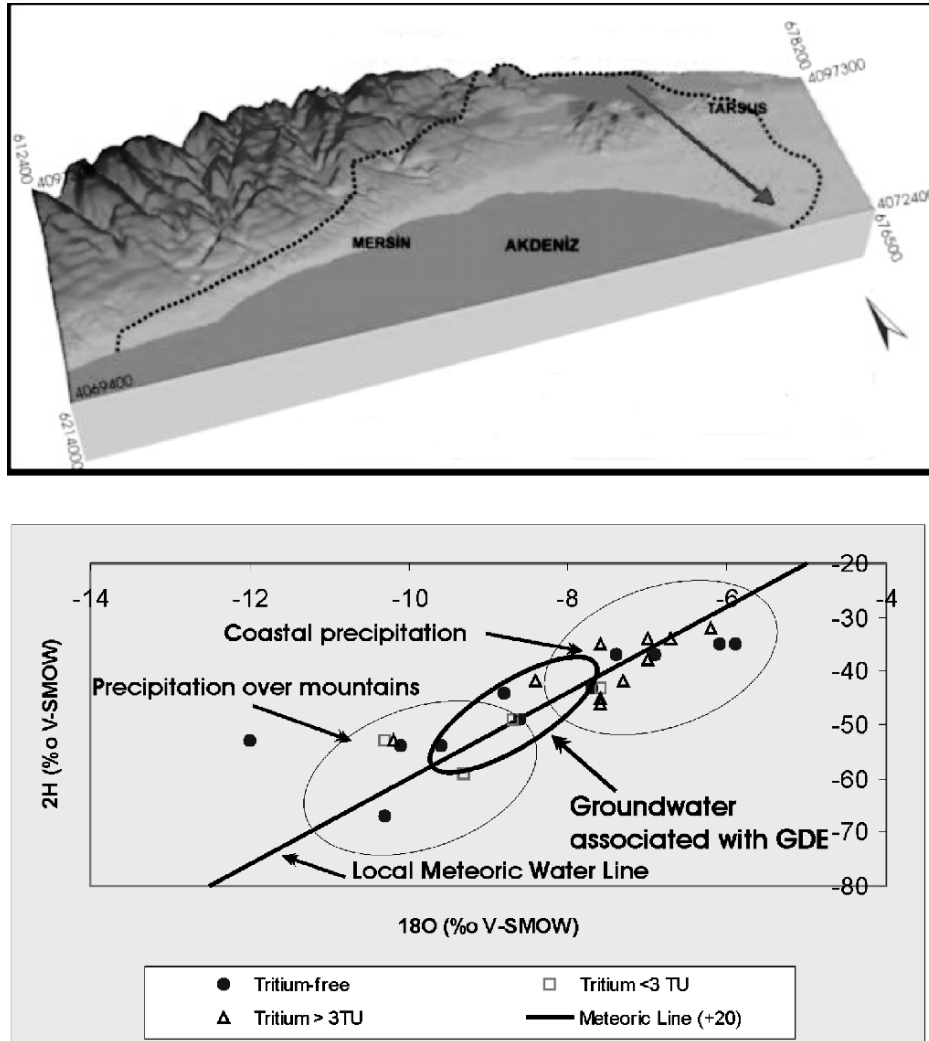 678200
4097300
TARSUS
612400
4072400
676500
MERSİN
AKDENİZ
4069400
6214000
-20
-14
-12
-10
-8
-6
-4
-30
Coastal precipitation
-40
Precipitation over mountains
-50
2H (%o V-SMOW)
-60
Groundwater
associated with GDE
-70
Local Meteoric Water Line
-80
18O (%o V-SMOW)
Tritium-free
Tritium <3 TU
Tritium > 3TU
Meteoric Line (+20)